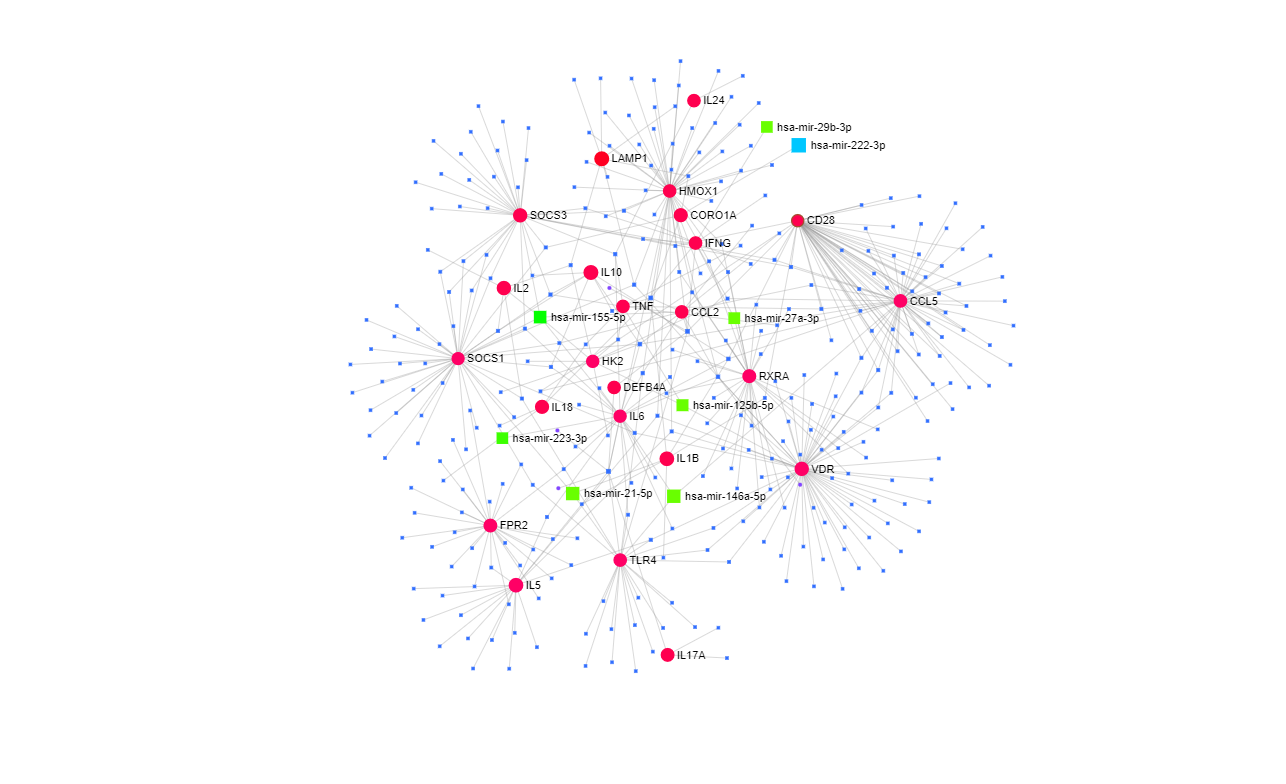 IL24
hsa-mir-29b-3p
hsa-mir-222-3p
LAMP1
HMOX1
SOCS3
CORO1A
CD28
IFNG
IL10
IL2
CCL5
TNF
CCL2
hsa-mir-155-5p
hsa-mir-27a-3p
SOCS1
HK2
RXRA
DEFB4A
IL18
hsa-mir-125b-5p
IL6
hsa-mir-223-3p
IL1B
VDR
hsa-mir-21-5p
hsa-mir-146a-5p
FPR2
TLR4
IL5
IL17A